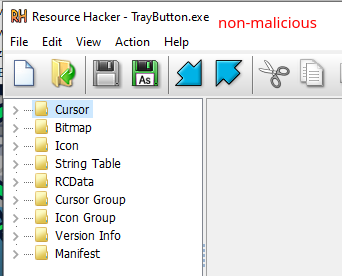 RH Resource Hacker - TrayButton.exe
non-malicious
File Edit View Action Help
As
Cursor
Bitmap
Icon
String Table
RCData
Cursor Group
Icon Group
Version Info
Manifest